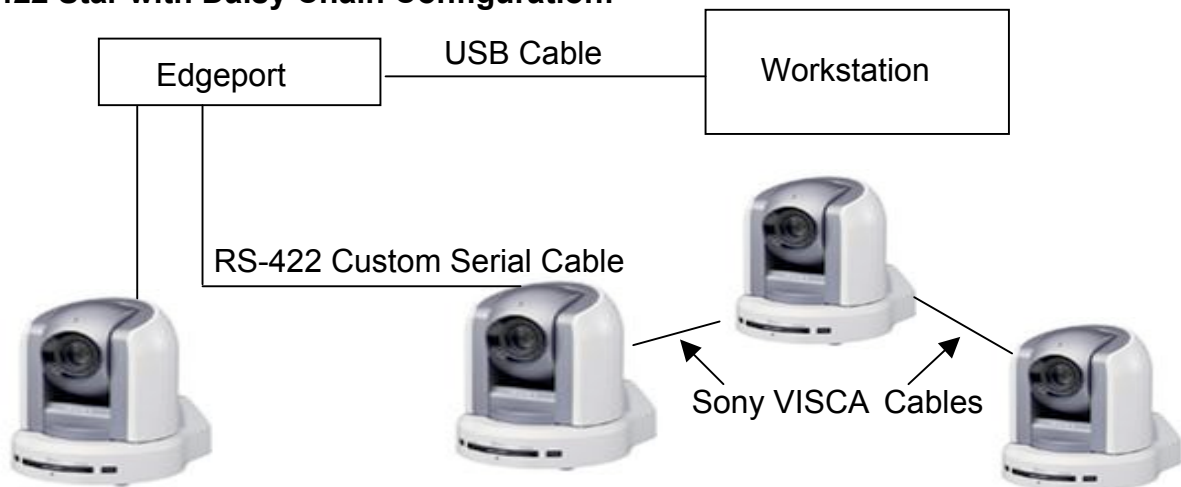 422 Star with Daisy Chain Configuration:
USB Cable
Edgeport
Workstation
RS-422 Custom Serial Cable
Sony VISCA Cables